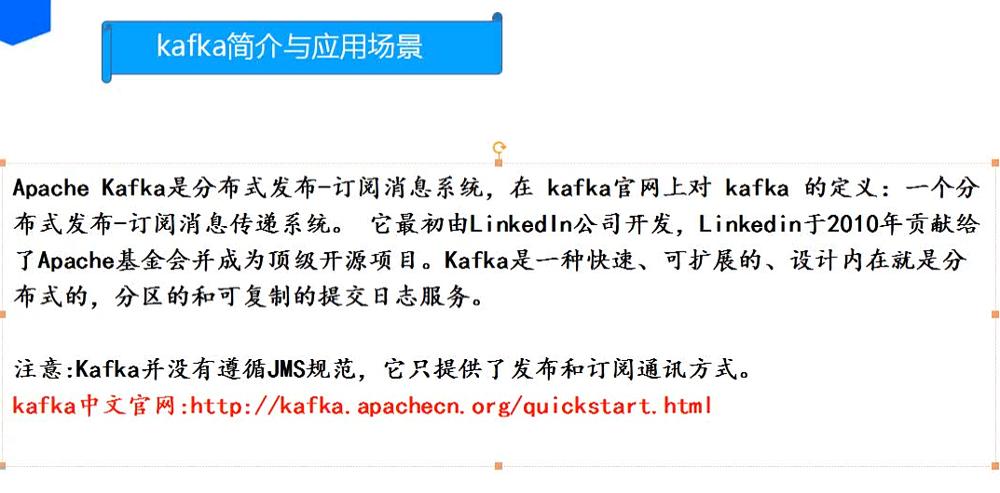 kafka简介与应用场景
Apache Kafka是分布式发布-订阅消息系统，在 kafka官网上对 kafka 的定义：一个分
布式发布-订阅消息传递系统。 它最初由LinkedIn公司开发，Linkedin于2010年贡献给
了Apache基金会并成为顶级开源项目。Kafka是一种快速、可扩展的、设计内在就是分
布式的，分区的和可复制的提交日志服务。
注意:Kafka并没有遵循JMS规范，它只提供了发布和订阅通讯方式。
kafka中文官网:http://kafka.apachecn.org/quickstart.html